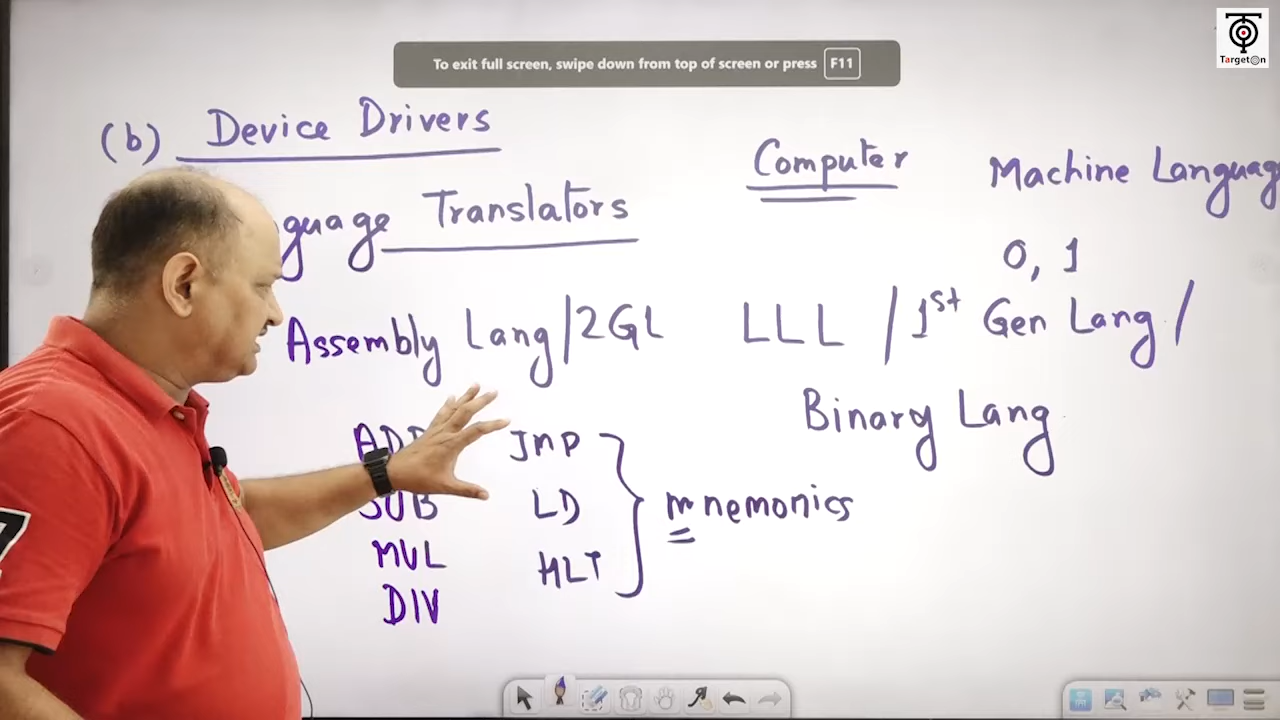 To exit full screen, swipe down from top of screen or press F11
TargetOn
(b) Device Drivers
guage Translators
Computer
Machine Languag
0, 1
Assembly Lang/2GL
LLL / 1st Gen Lang /
Binary Lang
ADD JMP
SUB LD
MUL HLT
DIV
mnemonics